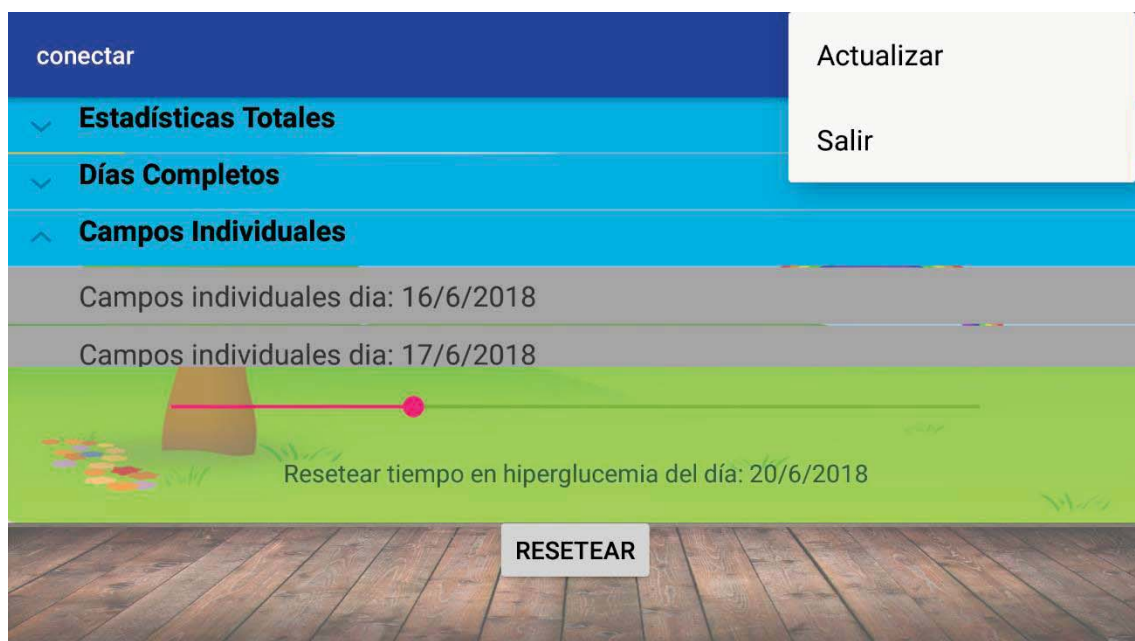 conectar
Actualizar
Salir
Estadísticas Totales
Días Completos
Campos Individuales
Campos individuales dia: 16/6/2018
Campos individuales dia: 17/6/2018
Resetear tiempo en hiperglucemia del día: 20/6/2018
RESETEAR